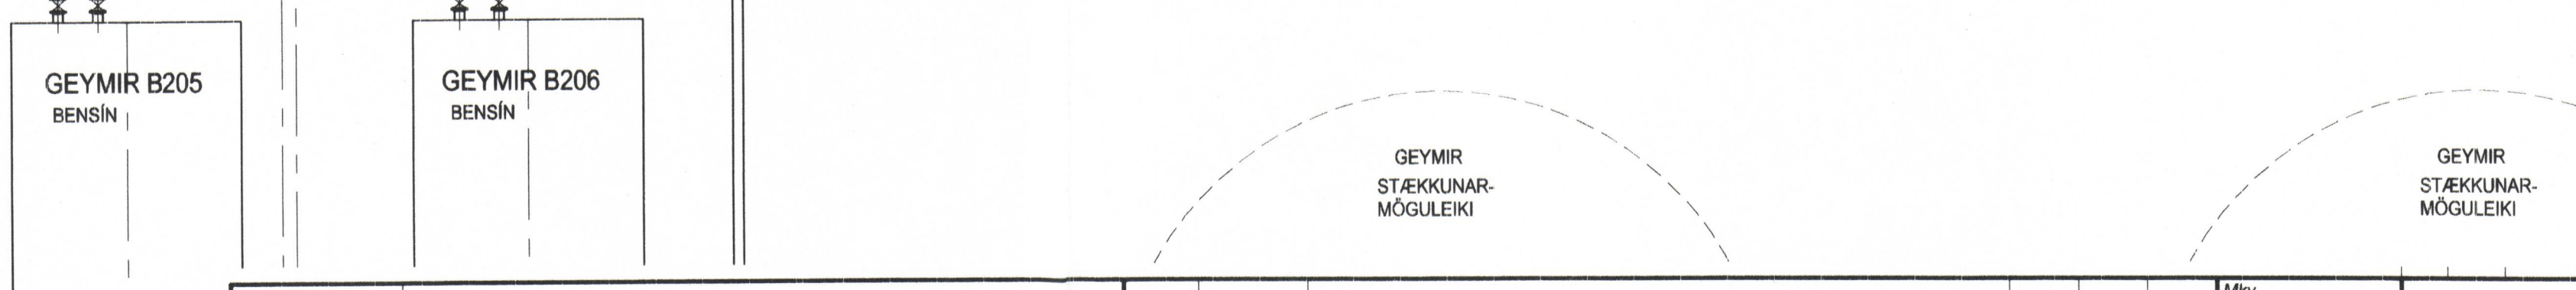 GEYMIR B205
BENSÍN
GEYMIR B206
BENSÍN
GEYMIR
STÆKKUNAR-
MÖGULEIKI
GEYMIR
STÆKKUNAR-
MÖGULEIKI